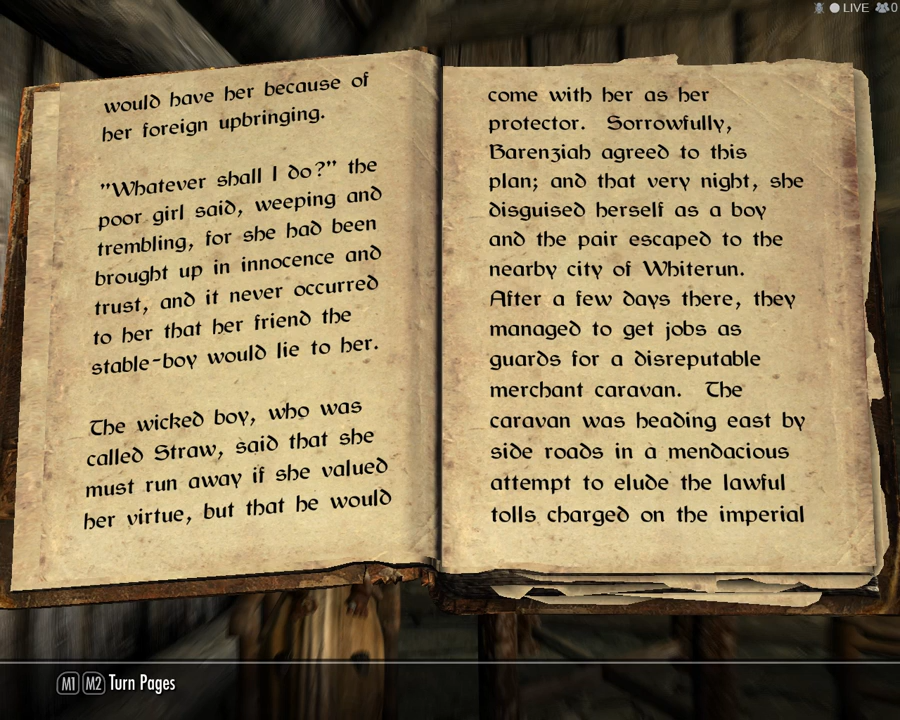 LIVE 0
would have her because of
her foreign upbringing.
"Whatever shall I do?" the
poor girl said, weeping and
trembling, for she had been
brought up in innocence and
trust, and it never occurred
to her that her friend the
stable-boy would lie to her.
The wicked boy, who was
called Straw, said that she
must run away if she valued
her virtue, but that he would
come with her as her
protector. Sorrowfully,
Barenziah agreed to this
plan; and that very night, she
disguised herself as a boy
and the pair escaped to the
nearby city of Whiterun.
After a few days there, they
managed to get jobs as
guards for a disreputable
merchant caravan. The
caravan was heading east by
side roads in a mendacious
attempt to elude the lawful
tolls charged on the imperial
M1 M2 Turn Pages